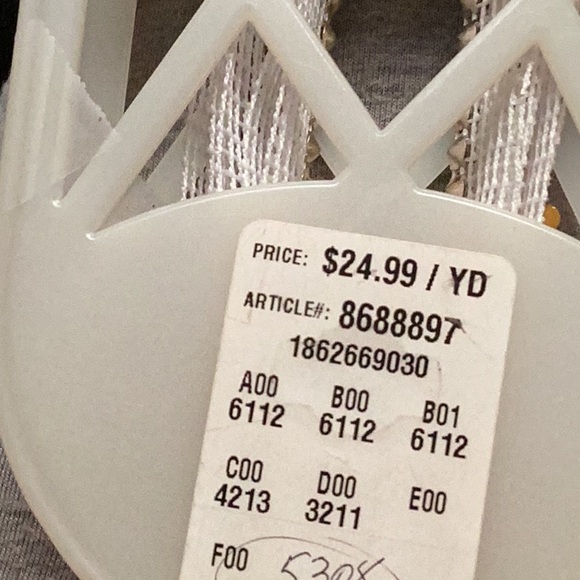 PRICE: $24.99 / YD
ARTICLE#: 8688897
1862669030
A00 B00 B01
6112 6112 6112
C00 D00 E00
4213 3211
F00